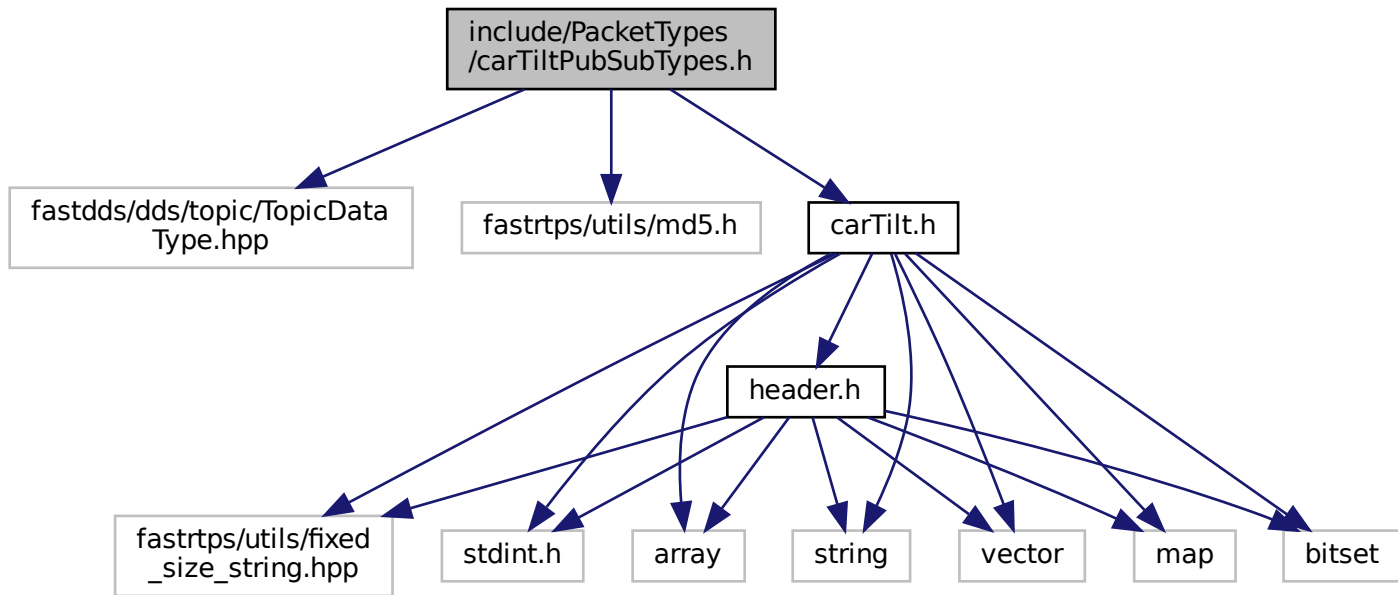 include/PacketTypes
/carTiltPubSubTypes.h
fastdds/dds/topic/TopicData
Type.hpp
fastrtps/utils/md5.h
carTilt.h
header.h
fastrtps/utils/fixed
_size_string.hpp
stdint.h
array
string
vector
map
bitset